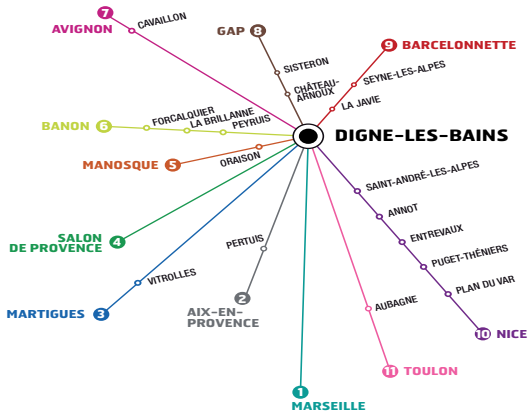 7
AVIGNON
CAVAILLON
GAP 8
SISTERON
CHÂTEAU-
ARNOUX
9 BARCELONNETTE
SEYNE-LES-ALPES
LA JAVIE
BANON 6
FORCALQUIER
LA BRILLANNE
PEYRUIS
DIGNE-LES-BAINS
MANOSQUE 5
ORAISON
SAINT-ANDRÉ-LES-ALPES
ANNOT
ENTREVAUX
PUGET-THÉNIERS
PLAN DU VAR
10 NICE
SALON
DE PROVENCE 4
PERTUIS
VITROLLES
MARTIGUES 3
2
AIX-EN-
PROVENCE
AUBAGNE
11 TOULON
1
MARSEILLE